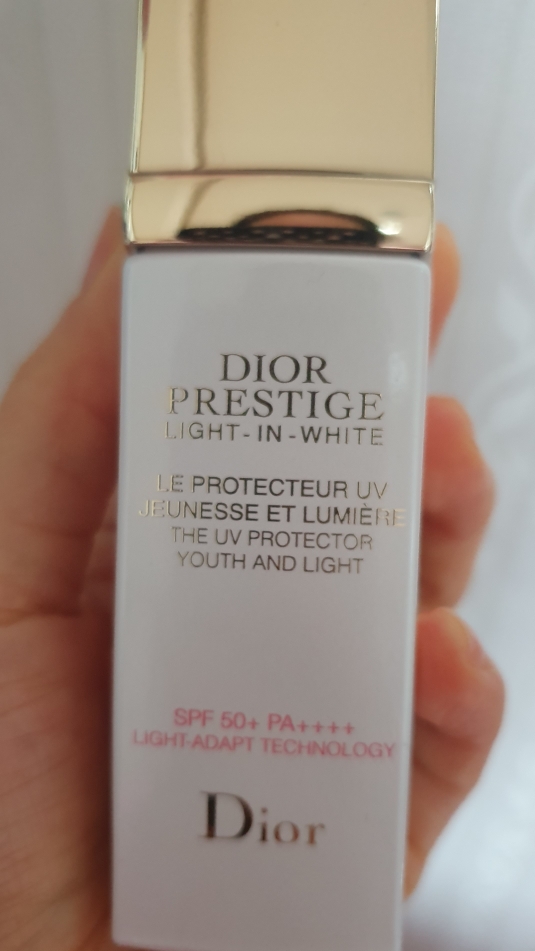 DIOR
PRESTIGE
LIGHT-IN-WHITE
LE PROTECTEUR UV
JEUNESSE ET LUMIÈRE
THE UV PROTECTOR
YOUTH AND LIGHT
SPF 50+ PA++++
LIGHT-ADAPT TECHNOLOGY
Dior